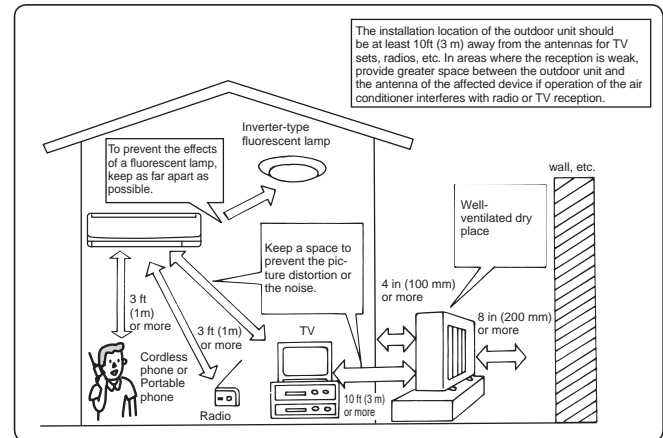 The installation location of the outdoor unit should
be at least 10ft (3 m) away from the antennas for TV
sets, radios, etc. In areas where the reception is weak,
provide greater space between the outdoor unit and
the antenna of the affected device if operation of the air
conditioner interferes with radio or TV reception.
Inverter-type
fluorescent lamp
To prevent the effects
of a fluorescent lamp,
keep as far apart as
possible.
wall, etc.
Well-
ventilated dry
place
Keep a space to
prevent the pic-
ture distortion or
the noise.
4 in (100 mm)
or more
8 in (200 mm)
or more
3 ft
(1m)
or more
3 ft (1m)
or more
TV
Cordless
phone or
Portable
phone
Radio
10 ft (3 m)
or more